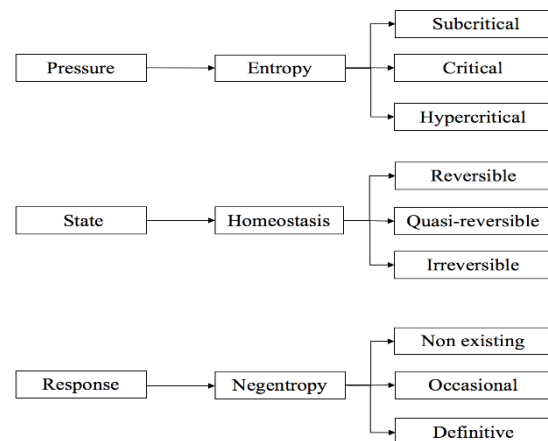 Subcritical
Pressure
Entropy
Critical
Hypercritical
Reversible
State
Homeostasis
Quasi-reversible
Irreversible
Non existing
Response
Negentropy
Occasional
Definitive